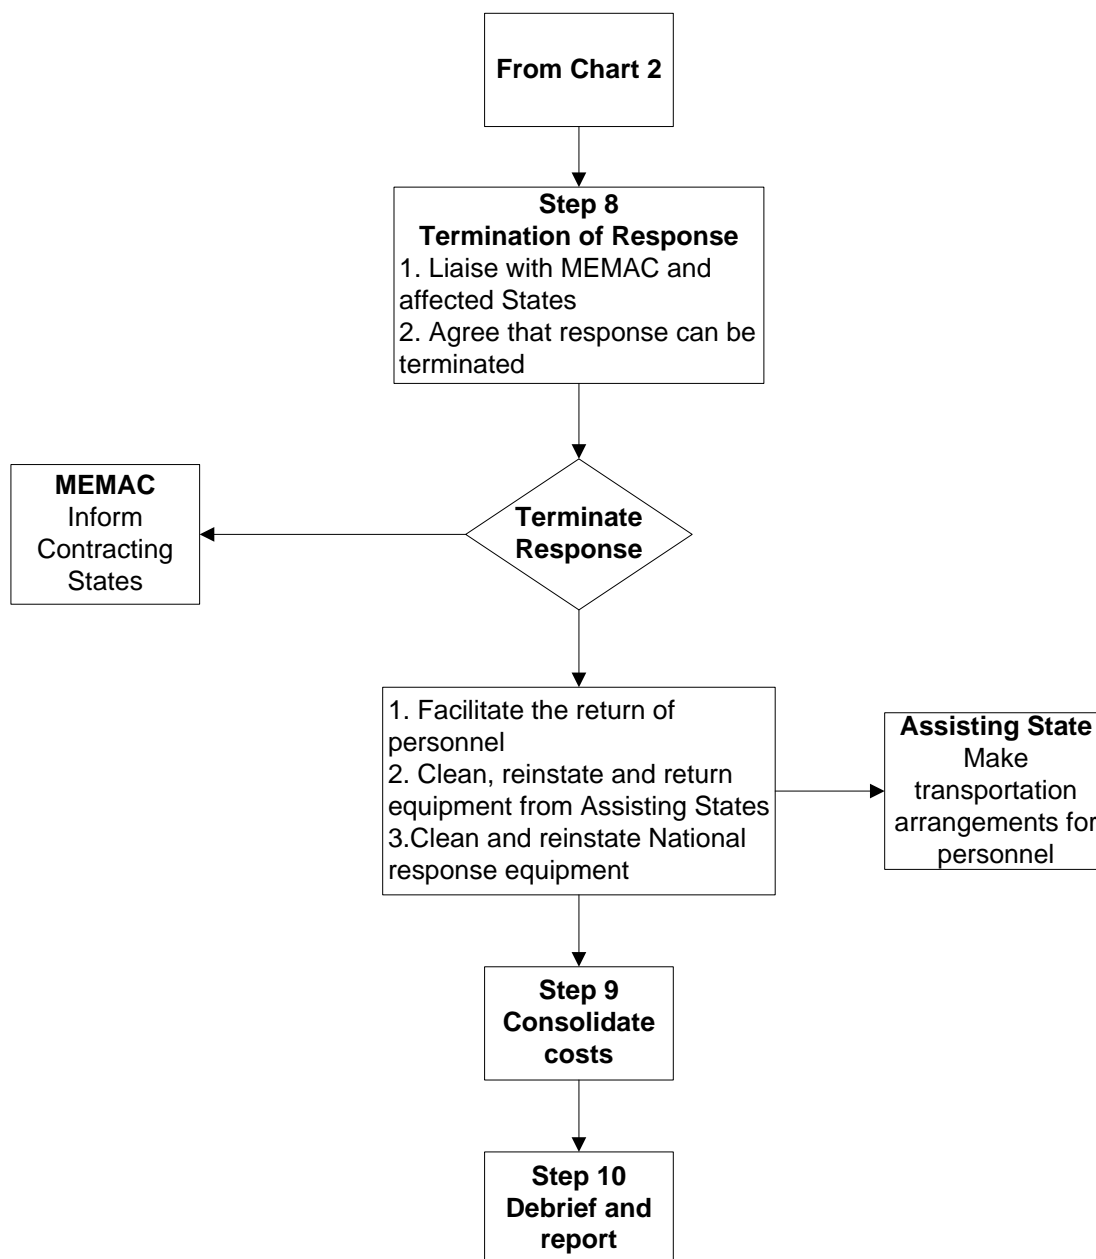 From Chart 2
Step 8
Termination of Response
1. Liaise with MEMAC and
affected States
2. Agree that response can be
terminated
MEMAC
Inform
Contracting
States
Terminate
Response
1. Facilitate the return of
personnel
2. Clean, reinstate and return
equipment from Assisting States
3.Clean and reinstate National
response equipment
Assisting State
Make
transportation
arrangements for
personnel
Step 9
Consolidate
costs
Step 10
Debrief and
report